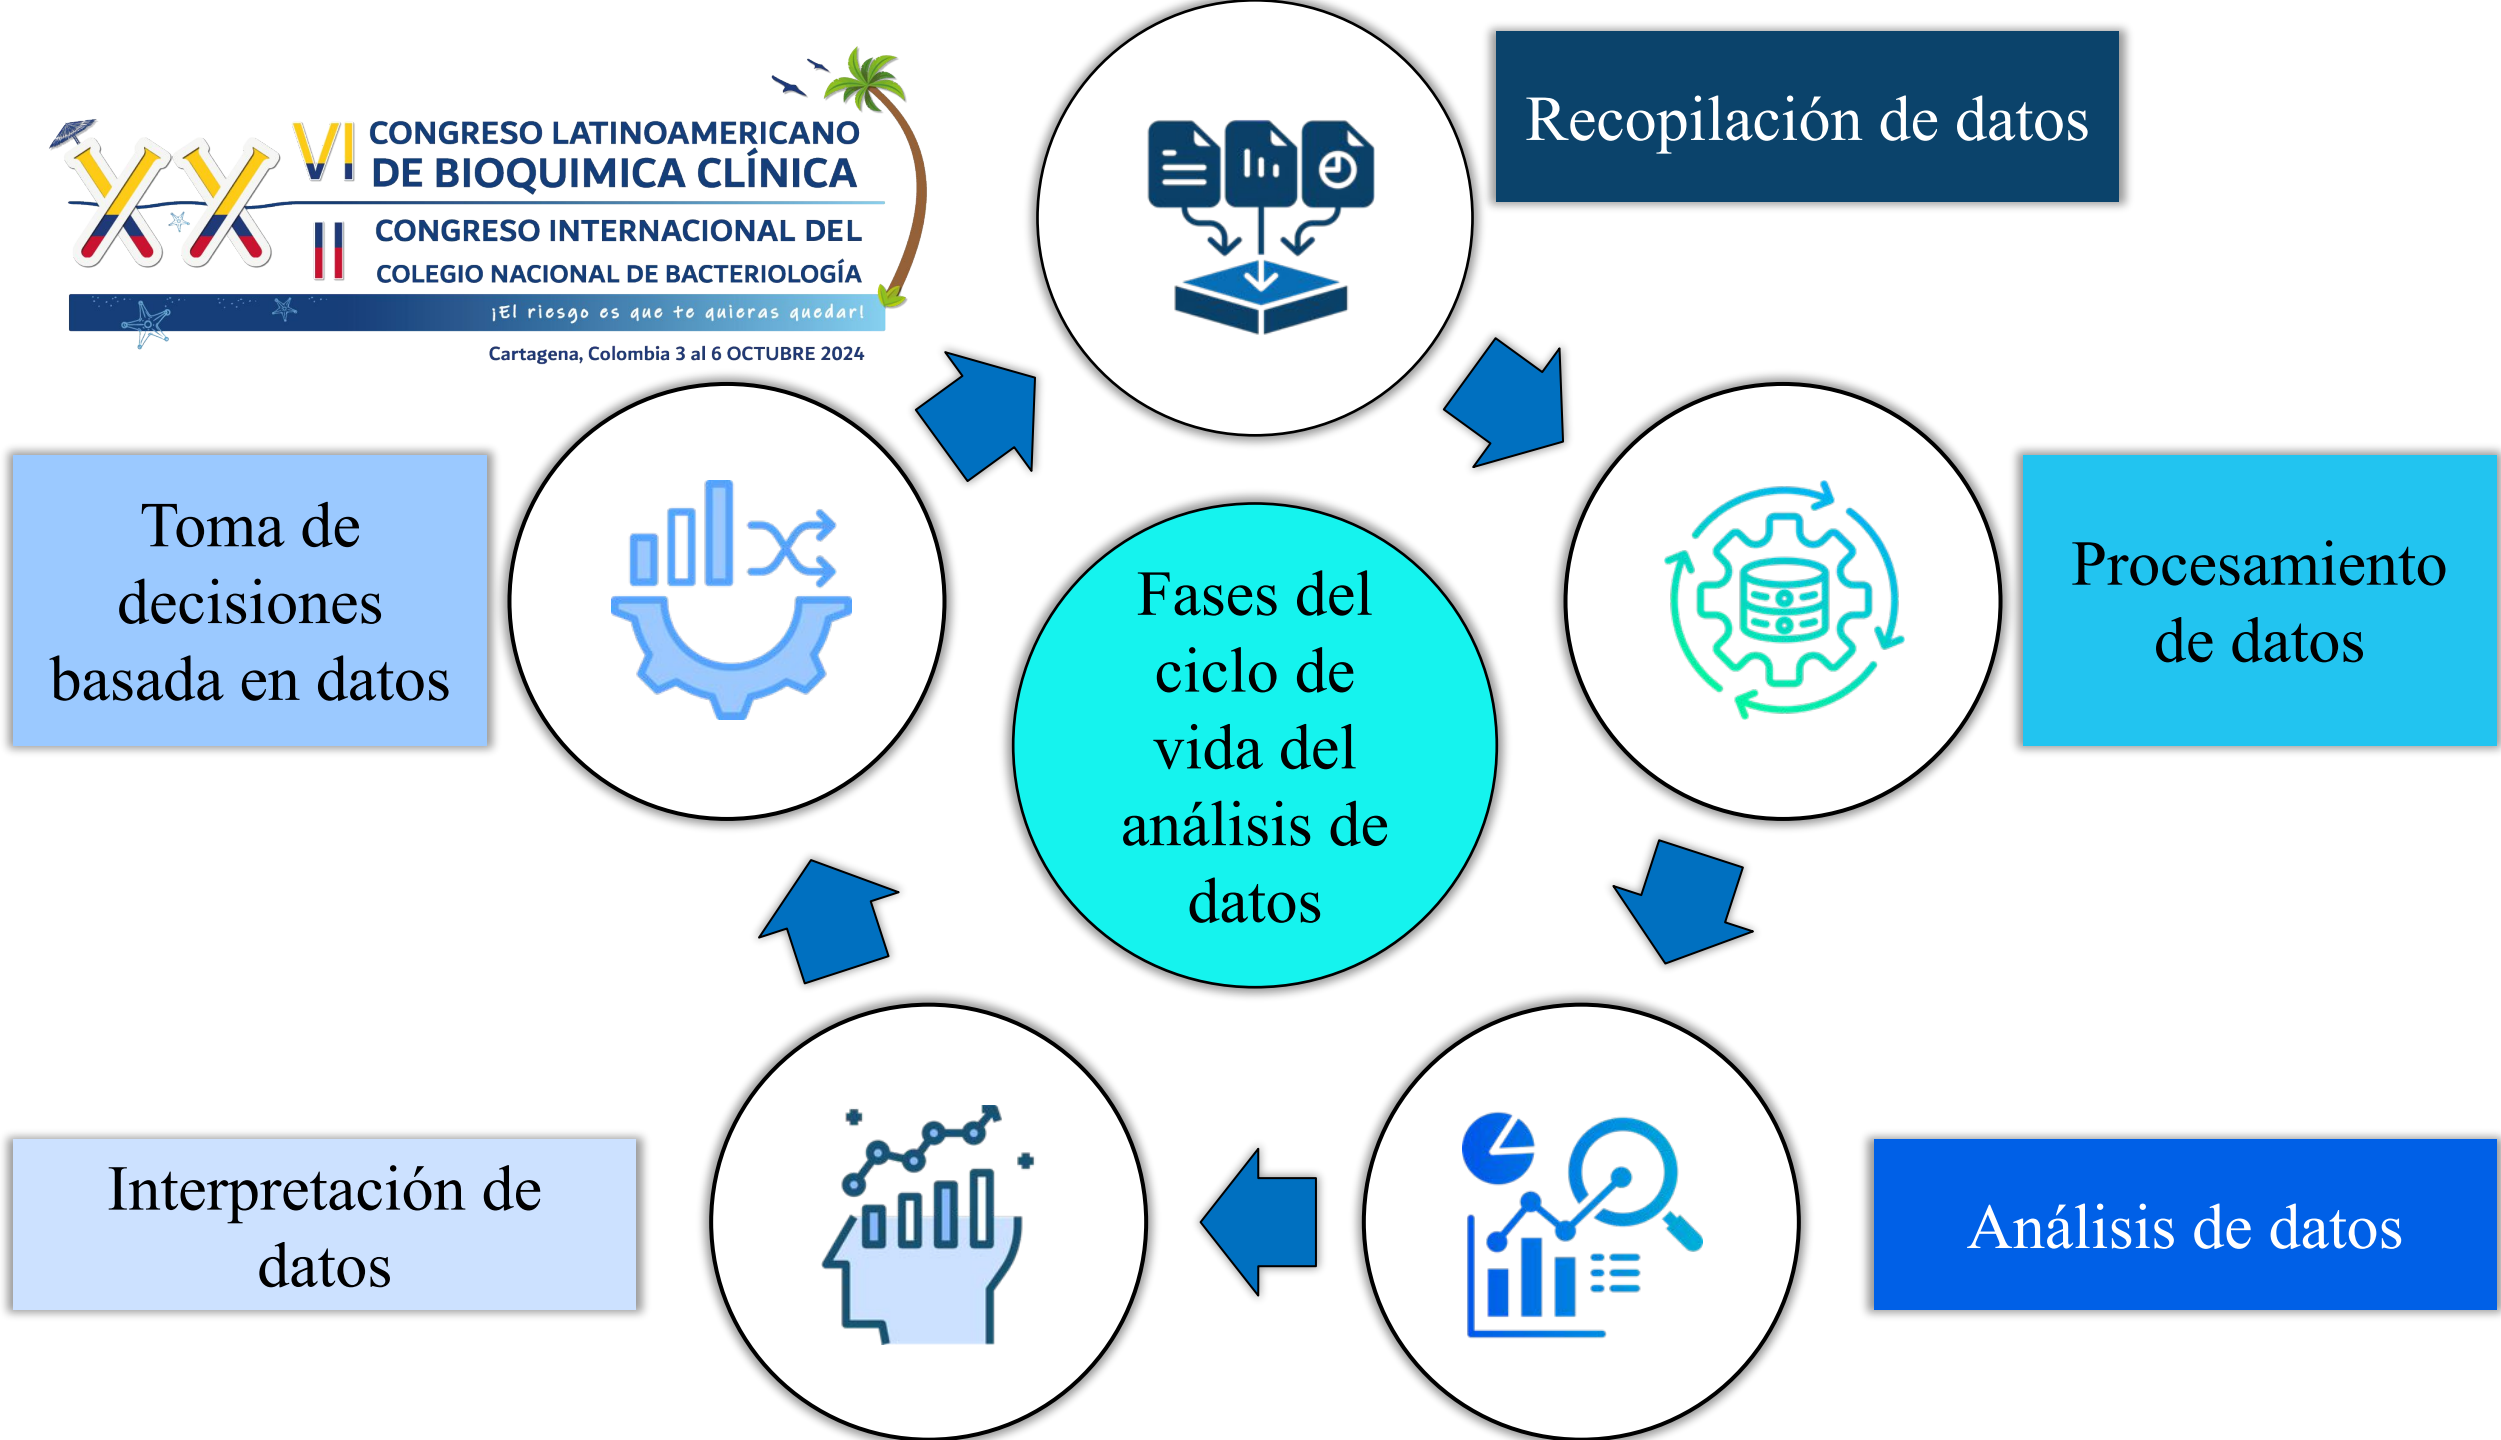 XX
VI
CONGRESO LATINOAMERICANO
DE BIOQUIMICA CLÍNICA
II
CONGRESO INTERNACIONAL DEL
COLEGIO NACIONAL DE BACTERIOLOGÍA
¡El riesgo es que te quieras quedar!
Cartagena, Colombia 3 al 6 OCTUBRE 2024
Recopilación de datos
Procesamiento
de datos
Análisis de datos
Interpretación de
datos
Toma de
decisiones
basada en datos
Fases del
ciclo de
vida del
análisis de
datos